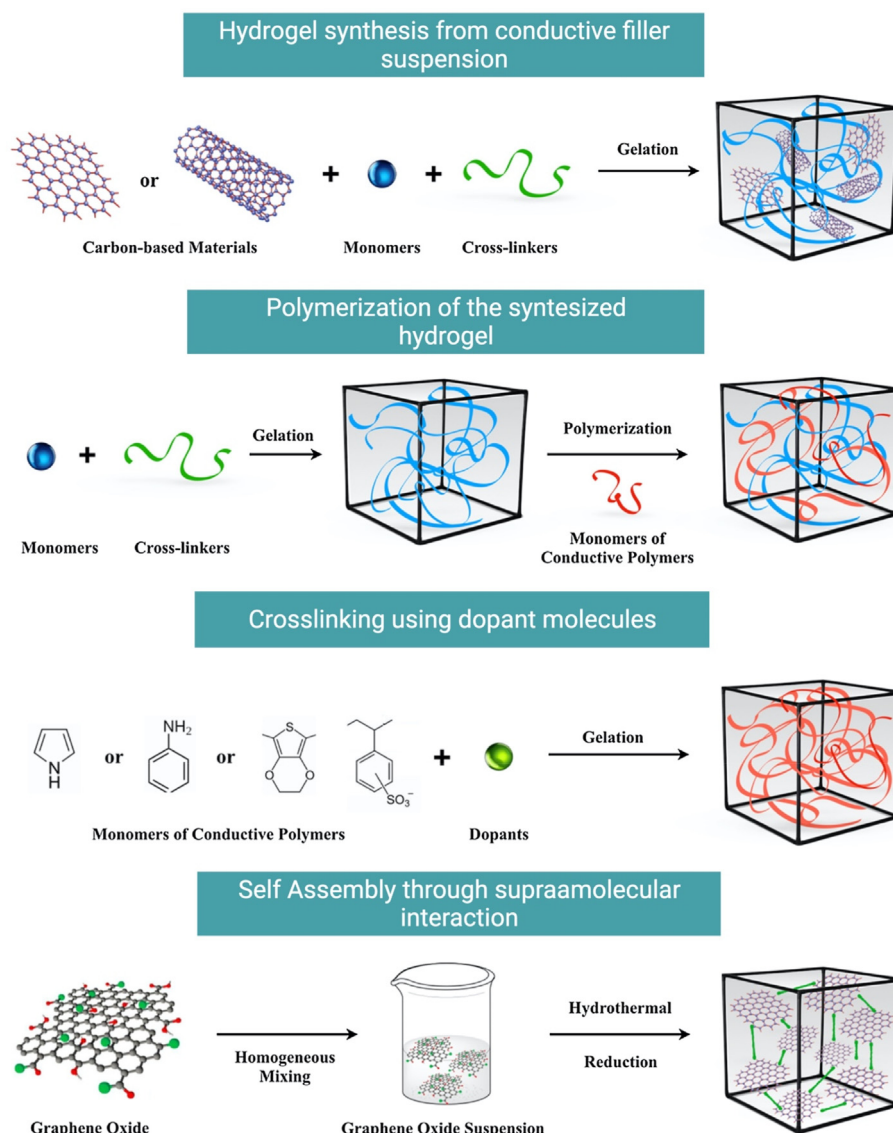 Hydrogel synthesis from conductive filler
suspension
or
Gelation
Carbon-based Materials
Monomers
Cross-linkers
Polymerization of the syntesized
hydrogel
Gelation
Polymerization
Monomers
Cross-linkers
Monomers of
Conductive Polymers
Crosslinking using dopant molecules
N
H
or
NH2
or
S
O
O
SO3−
+
Gelation
Monomers of Conductive Polymers
Dopants
Self Assembly through supraamolecular
interaction
Homogeneous
Mixing
Hydrothermal
Reduction
Graphene Oxide
Graphene Oxide Suspension